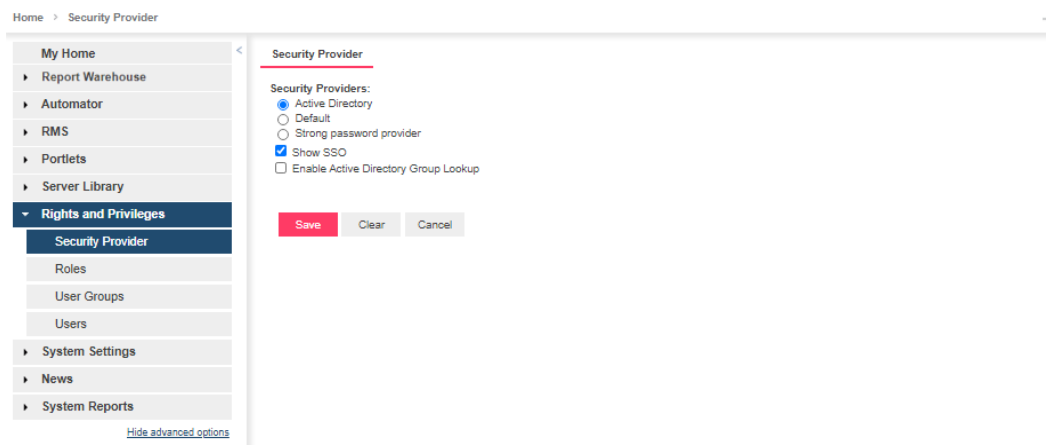 Home > Security Provider
My Home
Report Warehouse
Automator
RMS
Portlets
Server Library
Rights and Privileges
Security Provider
Roles
User Groups
Users
System Settings
News
System Reports
Hide advanced options
Security Provider
Security Providers:
Active Directory
Default
Strong password provider
Show SSO
Enable Active Directory Group Lookup
Save Clear Cancel